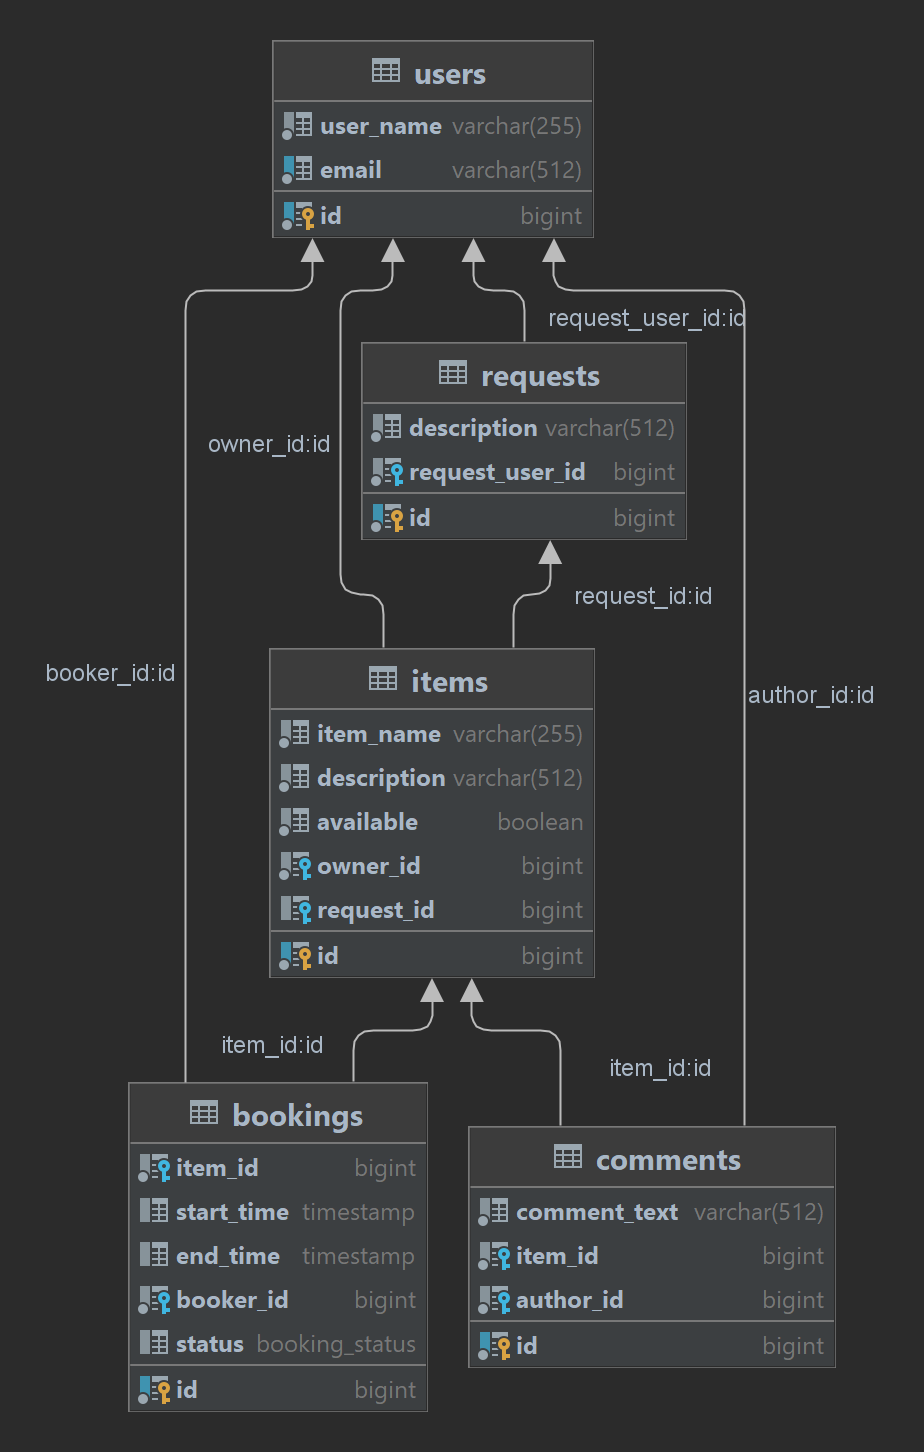 users
user_name varchar(255)
email varchar(512)
id bigint
request_user_id:id
requests
description varchar(512)
request_user_id bigint
id bigint
owner_id:id
request_id:id
booker_id:id
author_id:id
items
item_name varchar(255)
description varchar(512)
available boolean
owner_id bigint
request_id bigint
id bigint
item_id:id
item_id:id
bookings
item_id bigint
start_time timestamp
end_time timestamp
booker_id bigint
status booking_status
id bigint
comments
comment_text varchar(512)
item_id bigint
author_id bigint
id bigint